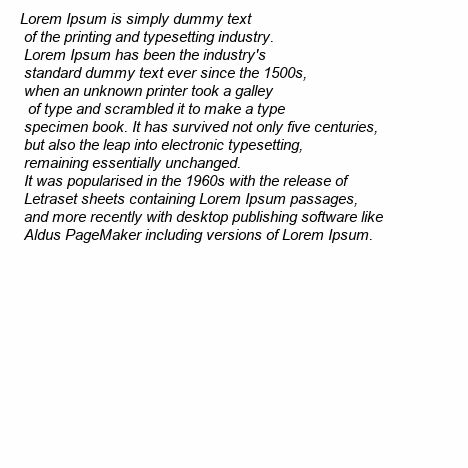 Lorem Ipsum is simply dummy text
of the printing and typesetting industry.
Lorem Ipsum has been the industry's
standard dummy text ever since the 1500s,
when an unknown printer took a galley
of type and scrambled it to make a type
specimen book. It has survived not only five centuries,
but also the leap into electronic typesetting,
remaining essentially unchanged.
It was popularised in the 1960s with the release of
Letraset sheets containing Lorem Ipsum passages,
and more recently with desktop publishing software like
Aldus PageMaker including versions of Lorem Ipsum.